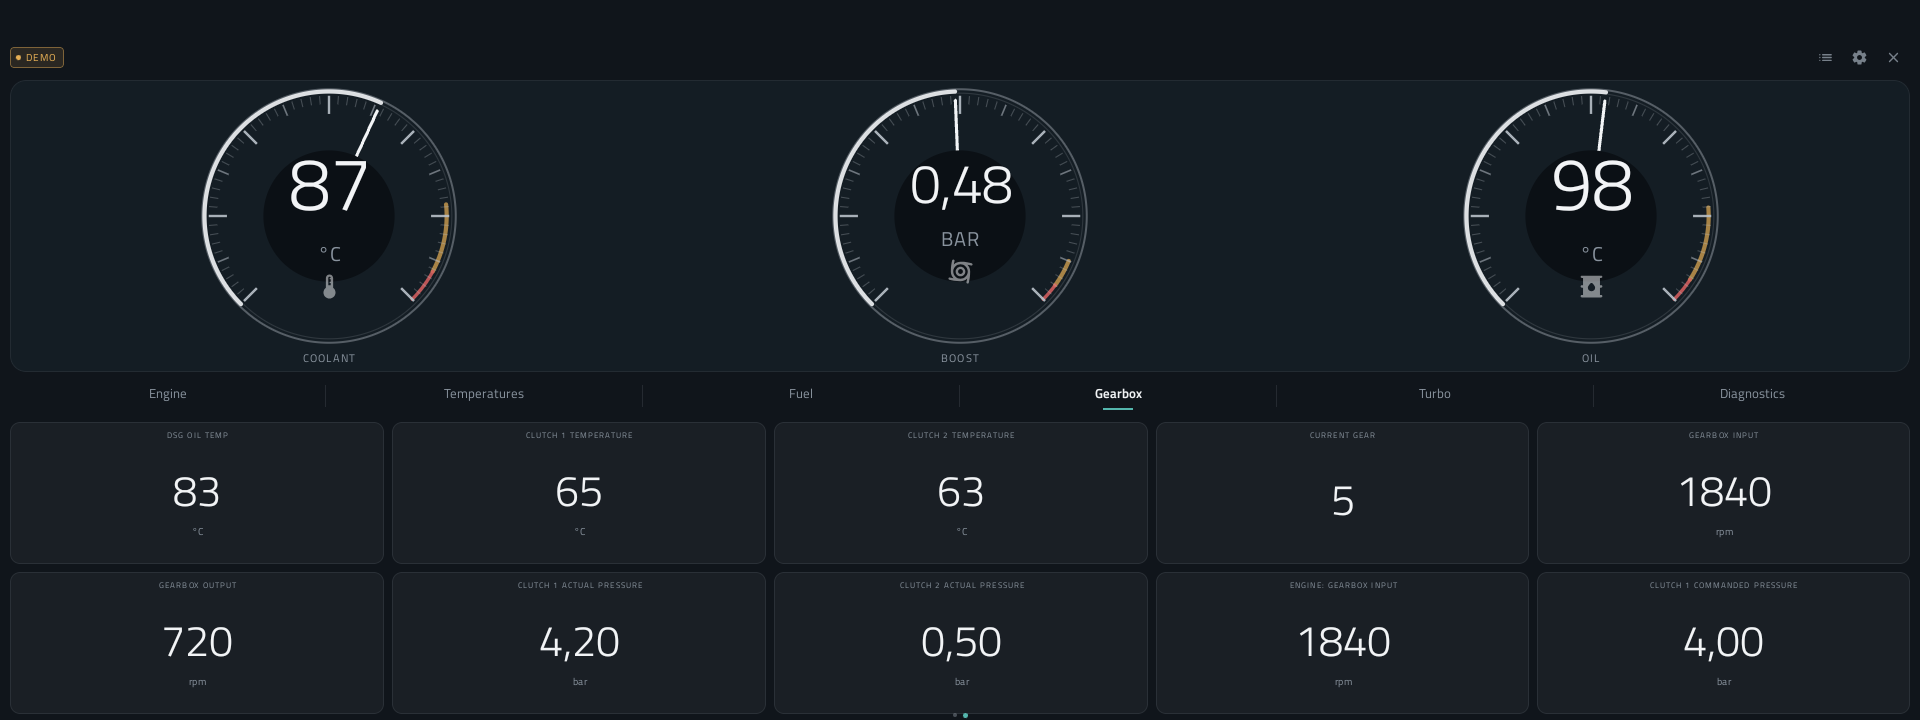 DEMO
87
°C
COOLANT
0,48
BAR
BOOST
98
°C
OIL
Engine
Temperatures
Fuel
Gearbox
Turbo
Diagnostics
DSG OIL TEMP
83
°C
CLUTCH 1 TEMPERATURE
65
°C
CLUTCH 2 TEMPERATURE
63
°C
CURRENT GEAR
5
GEARBOX INPUT
1840
rpm
GEARBOX OUTPUT
720
rpm
CLUTCH 1 ACTUAL PRESSURE
4,20
bar
CLUTCH 2 ACTUAL PRESSURE
0,50
bar
ENGINE: GEARBOX INPUT
1840
rpm
CLUTCH 1 COMMANDED PRESSURE
4,00
bar